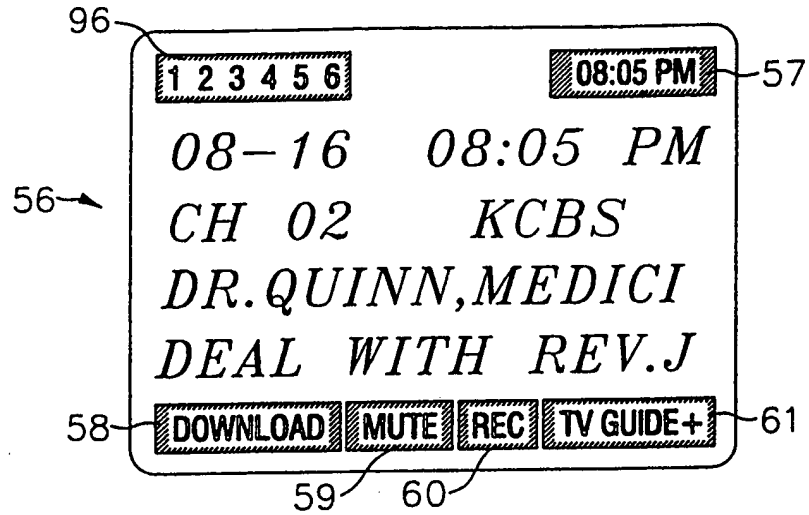 96
1 2 3 4 5 6 08:05 PM 57
08-16 08:05 PM
56 CH 02 KCBS
DR.QUINN,MEDICI
DEAL WITH REV.J
58 DOWNLOAD MUTE REC TV GUIDE+ 61
59 60